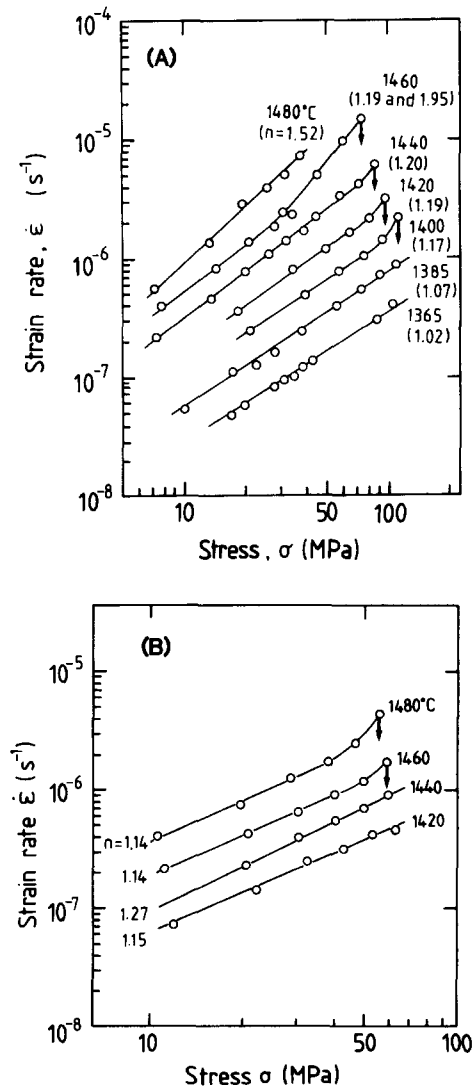 (A)
10⁻⁴
10⁻⁵
10⁻⁶
10⁻⁷
10⁻⁸
Strain rate, ε̇ (s⁻¹)
1480°C
(n=1.52)
1460
(1.19 and 1.95)
1440
(1.20)
1420
(1.19)
1400
(1.17)
1385
(1.07)
1365
(1.02)
10 50 100
Stress, σ (MPa)
(B)
10⁻⁵
10⁻⁶
10⁻⁷
10⁻⁸
Strain rate ε̇ (s⁻¹)
1480°C
1460
1440
1420
n=1.14
1.14
1.27
1.15
10 50 100
Stress σ (MPa)